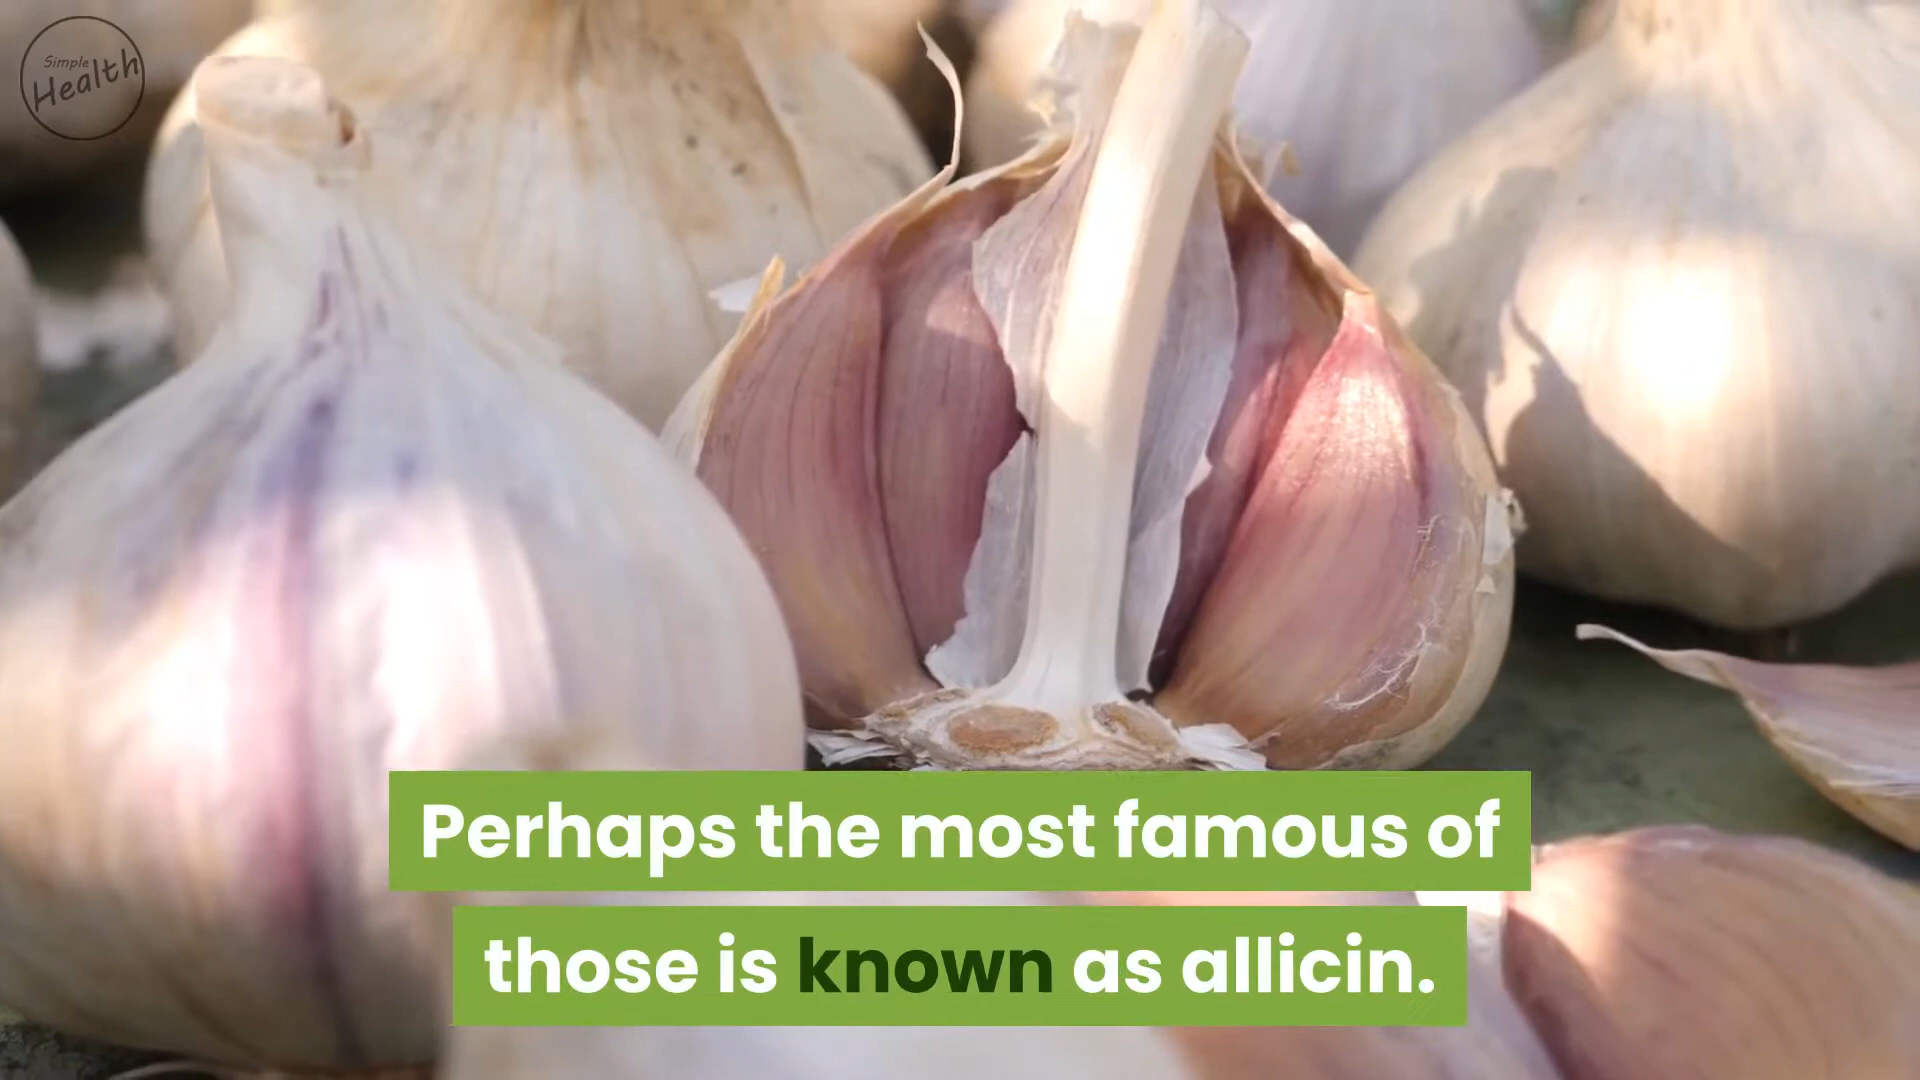 Simple
Health
Perhaps the most famous of
those is known as allicin.